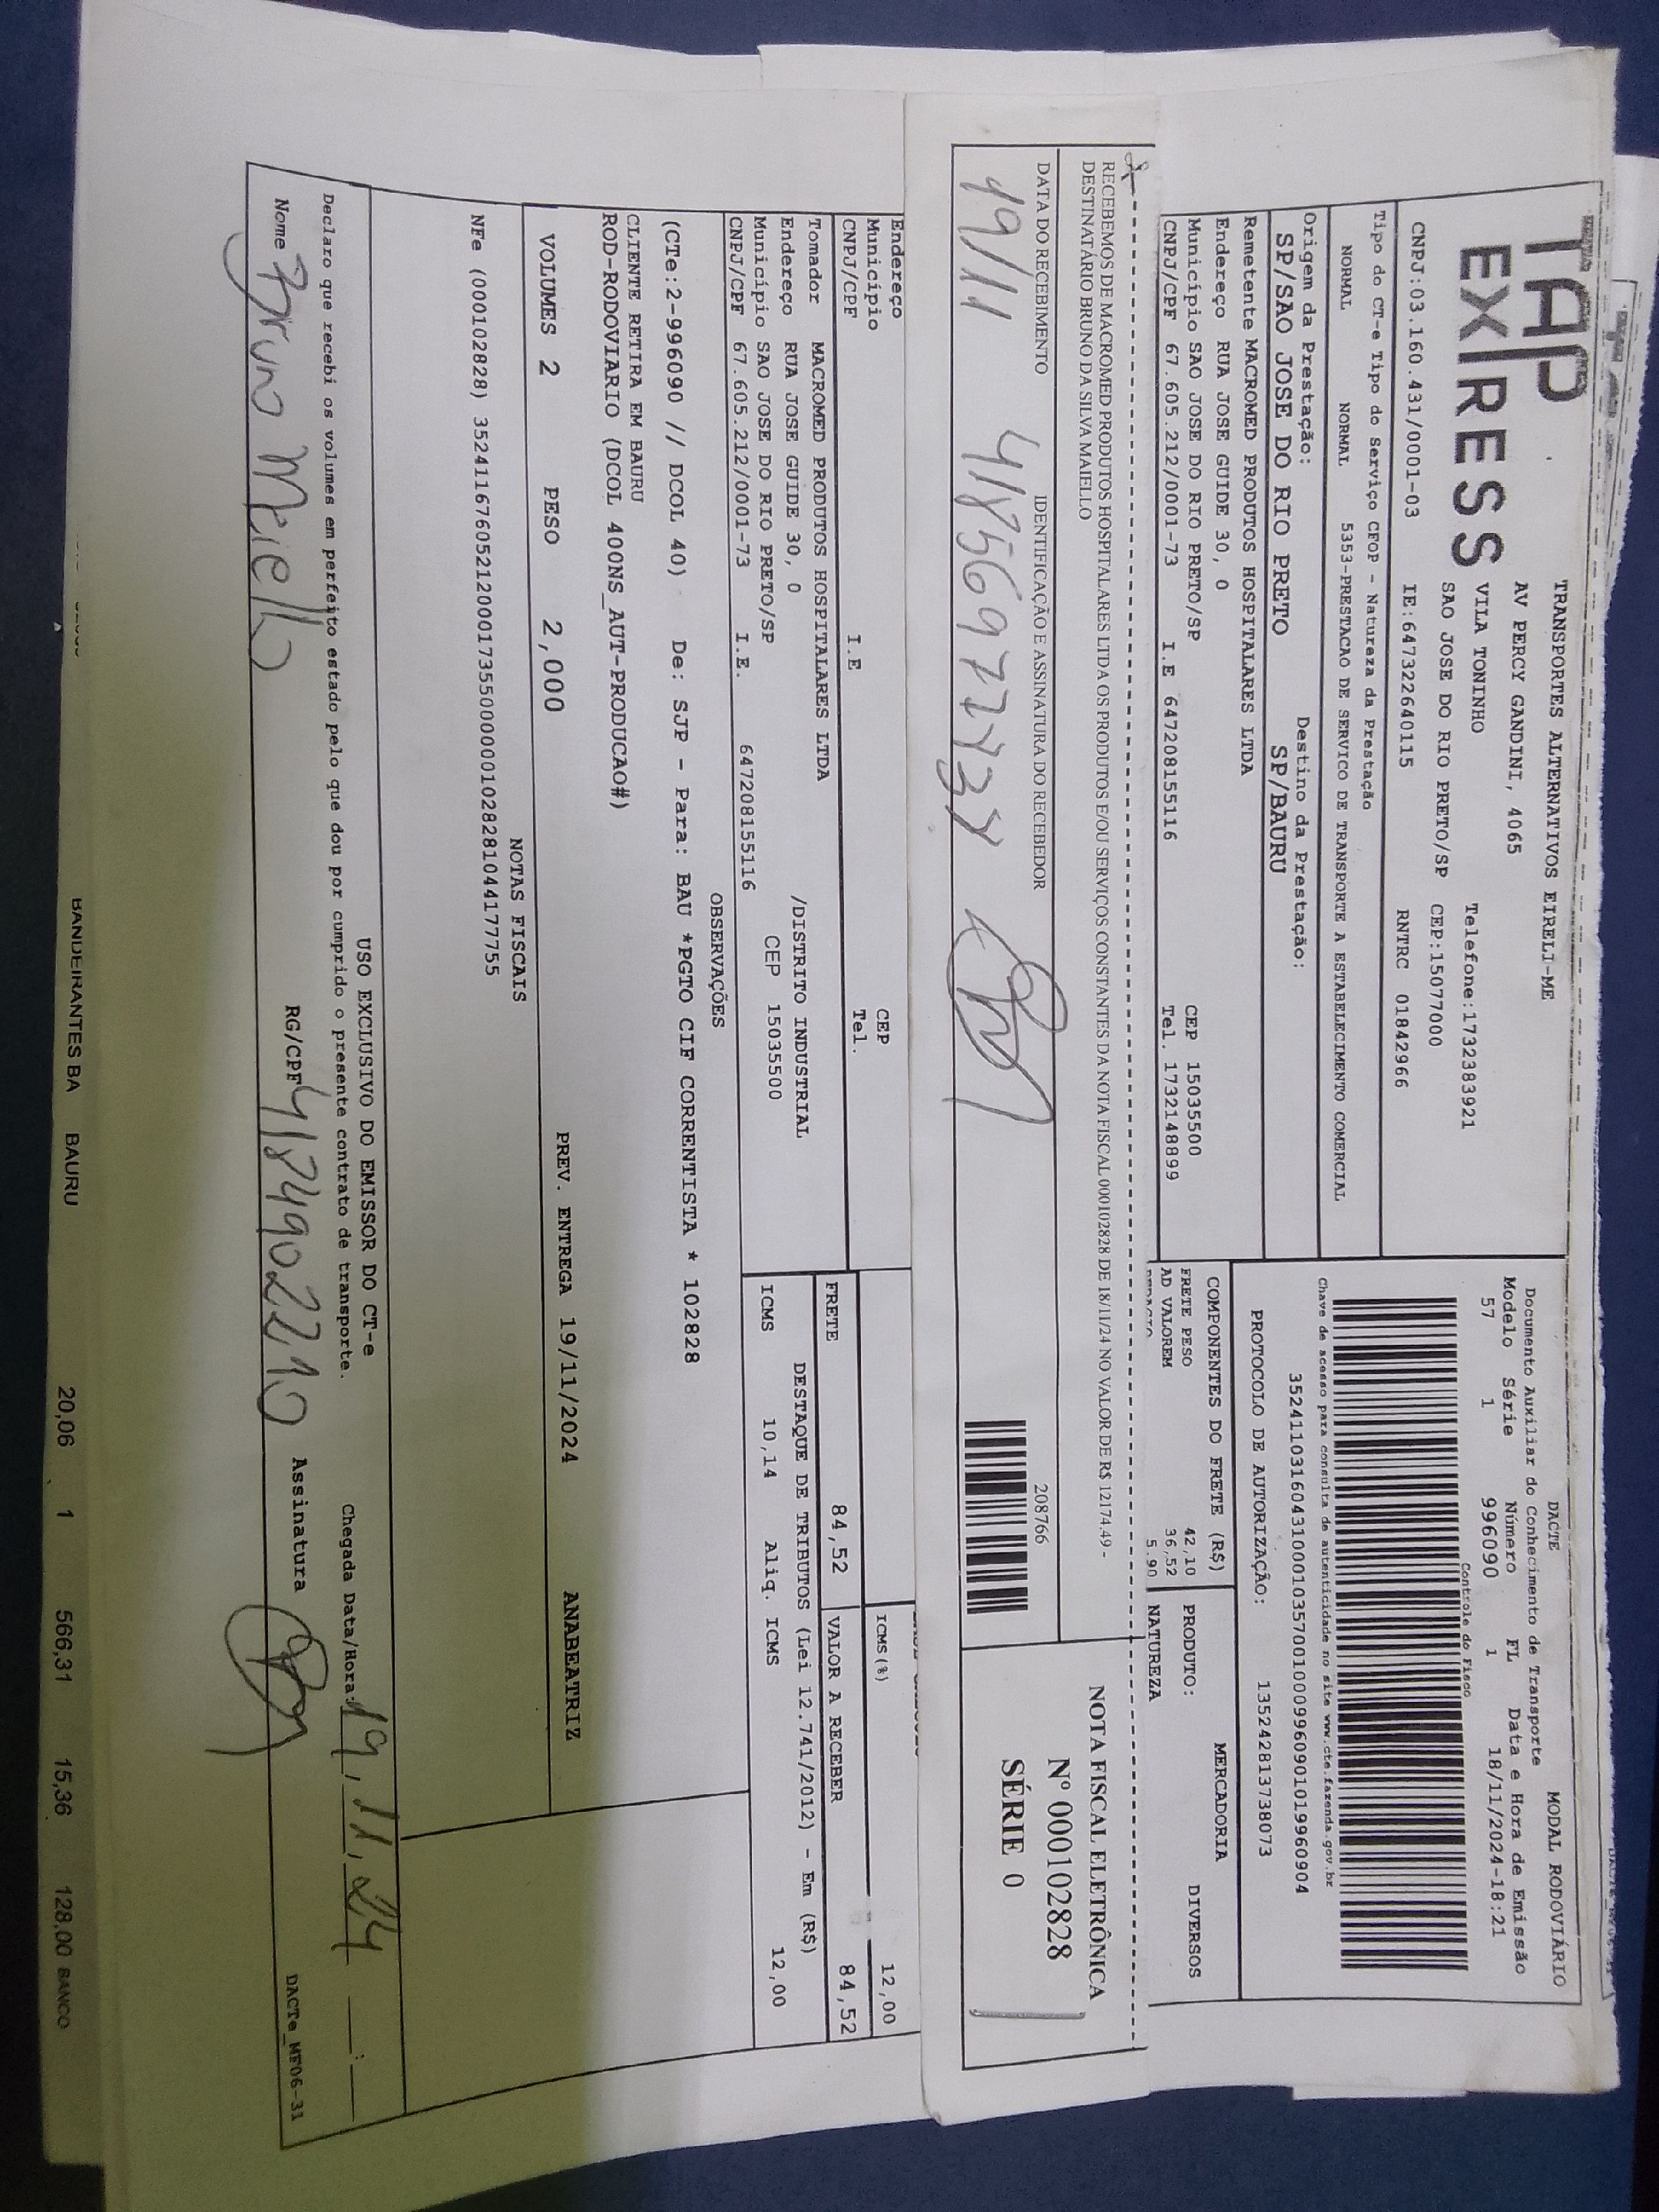 TAP
EXPRESS
TRANSPORTES ALTERNATIVOS EIRELI-ME
AV PERCY GANDINI, 4065
VILA TONINHO
Telefone:1732383921
SAO JOSE DO RIO PRETO/SP CEP:15077000
CNPJ:03.160.431/0001-03 IE:647322640115 RNTRC 01842966
Tipo do CT-e Tipo do Serviço CFOP - Natureza da Prestação
NORMAL NORMAL 5353-PRESTACAO DE SERVICO DE TRANSPORTE A ESTABELECIMENTO COMERCIAL
Origem da Prestação: Destino da Prestação:
SP/SAO JOSE DO RIO PRETO SP/BAURU
Remetente MACROMED PRODUTOS HOSPITALARES LTDA
Endereço RUA JOSE GUIDE 30, 0
Município SAO JOSE DO RIO PRETO/SP CEP 15035500
CNPJ/CPF 67.605.212/0001-73 I.E 647208155116 Tel. 1732148899
DACTE MODAL RODOVIÁRIO
Documento Auxiliar do Conhecimento de Transporte
Modelo Série Número FL Data e Hora de Emissão
57 1 996090 1 18/11/2024-18:21
Controle do Fisco
Chave de acesso para consulta de autenticidade no site www.cte.fazenda.gov.br
35241103160431000103570010009960901019960904
PROTOCOLO DE AUTORIZAÇÃO: 135242813738073
COMPONENTES DO FRETE (R$) MERCADORIA
FRETE PESO 42,10 PRODUTO: DIVERSOS
AD VALOREM 36,52 NATUREZA
5.90
RECEBEMOS DE MACROMED PRODUTOS HOSPITALARES LTDA OS PRODUTOS E/OU SERVIÇOS CONSTANTES DA NOTA FISCAL 000102828 DE 18/11/24 NO VALOR DE R$ 12174.49 -
DESTINATÁRIO BRUNO DA SILVA MAIELLO
DATA DO RECEBIMENTO IDENTIFICAÇÃO E ASSINATURA DO RECEBEDOR 208766
19/11
NOTA FISCAL ELETRÔNICA
Nº 000102828
SÉRIE 0
Endereço
Município CEP
CNPJ/CPF I.E Tel.
ICMS(%) 12,00
FRETE 84,52 VALOR A RECEBER 84,52
Tomador MACROMED PRODUTOS HOSPITALARES LTDA
Endereço RUA JOSE GUIDE 30, 0 /DISTRITO INDUSTRIAL
Município SAO JOSE DO RIO PRETO/SP CEP 15035500
CNPJ/CPF 67.605.212/0001-73 I.E. 647208155116
DESTAQUE DE TRIBUTOS (Lei 12.741/2012) - Em (R$)
ICMS 10,14 Aliq. ICMS 12,00
OBSERVAÇÕES
(CTe:2-996090 // DCOL 40) De: SJP - Para: BAU *PGTO CIF CORRENTISTA * 102828
CLIENTE RETIRA EM BAURU
ROD-RODOVIARIO (DCOL 400NS_AUT-PRODUCAO#)
VOLUMES 2 PESO 2,000 PREV. ENTREGA 19/11/2024 ANABEATRIZ
NOTAS FISCAIS
NFe (000102828) 35241167605212000173550000001028281044177755
USO EXCLUSIVO DO EMISSOR DO CT-e
Declaro que recebi os volumes em perfeito estado pelo que dou por cumprido o presente contrato de transporte. Chegada Data/Hora: 19, 11, 24 __:__
Nome Bruno Maiello RG/CPF 4184902210 Assinatura
DACTe_MF06-31
BANDEIRANTES BA BAURU 20,06 1 566,31 15,36 128,00 BANCO